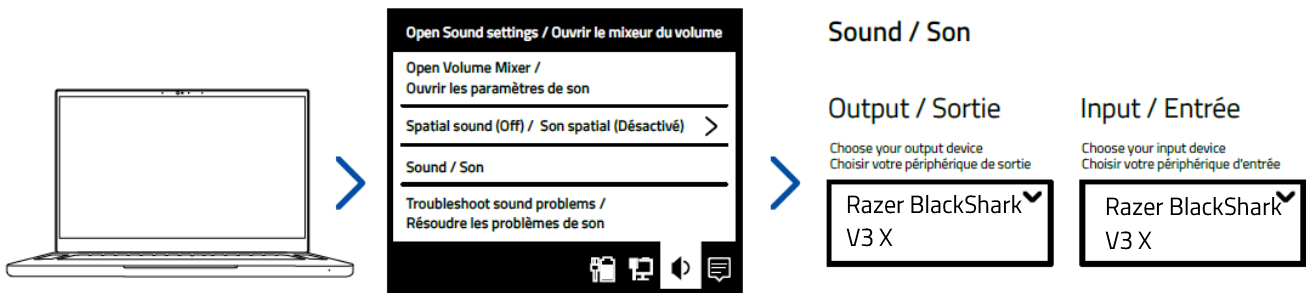 Open Sound settings / Ouvrir le mixeur du volume
Open Volume Mixer /
Ouvrir les paramètres de son
Spatial sound (Off) / Son spatial (Désactivé)
Sound / Son
Troubleshoot sound problems /
Résoudre les problèmes de son
Sound / Son
Output / Sortie
Choose your output device
Choisir votre périphérique de sortie
Razer BlackShark
V3 X
Input / Entrée
Choose your input device
Choisir votre périphérique d'entrée
Razer BlackShark
V3 X